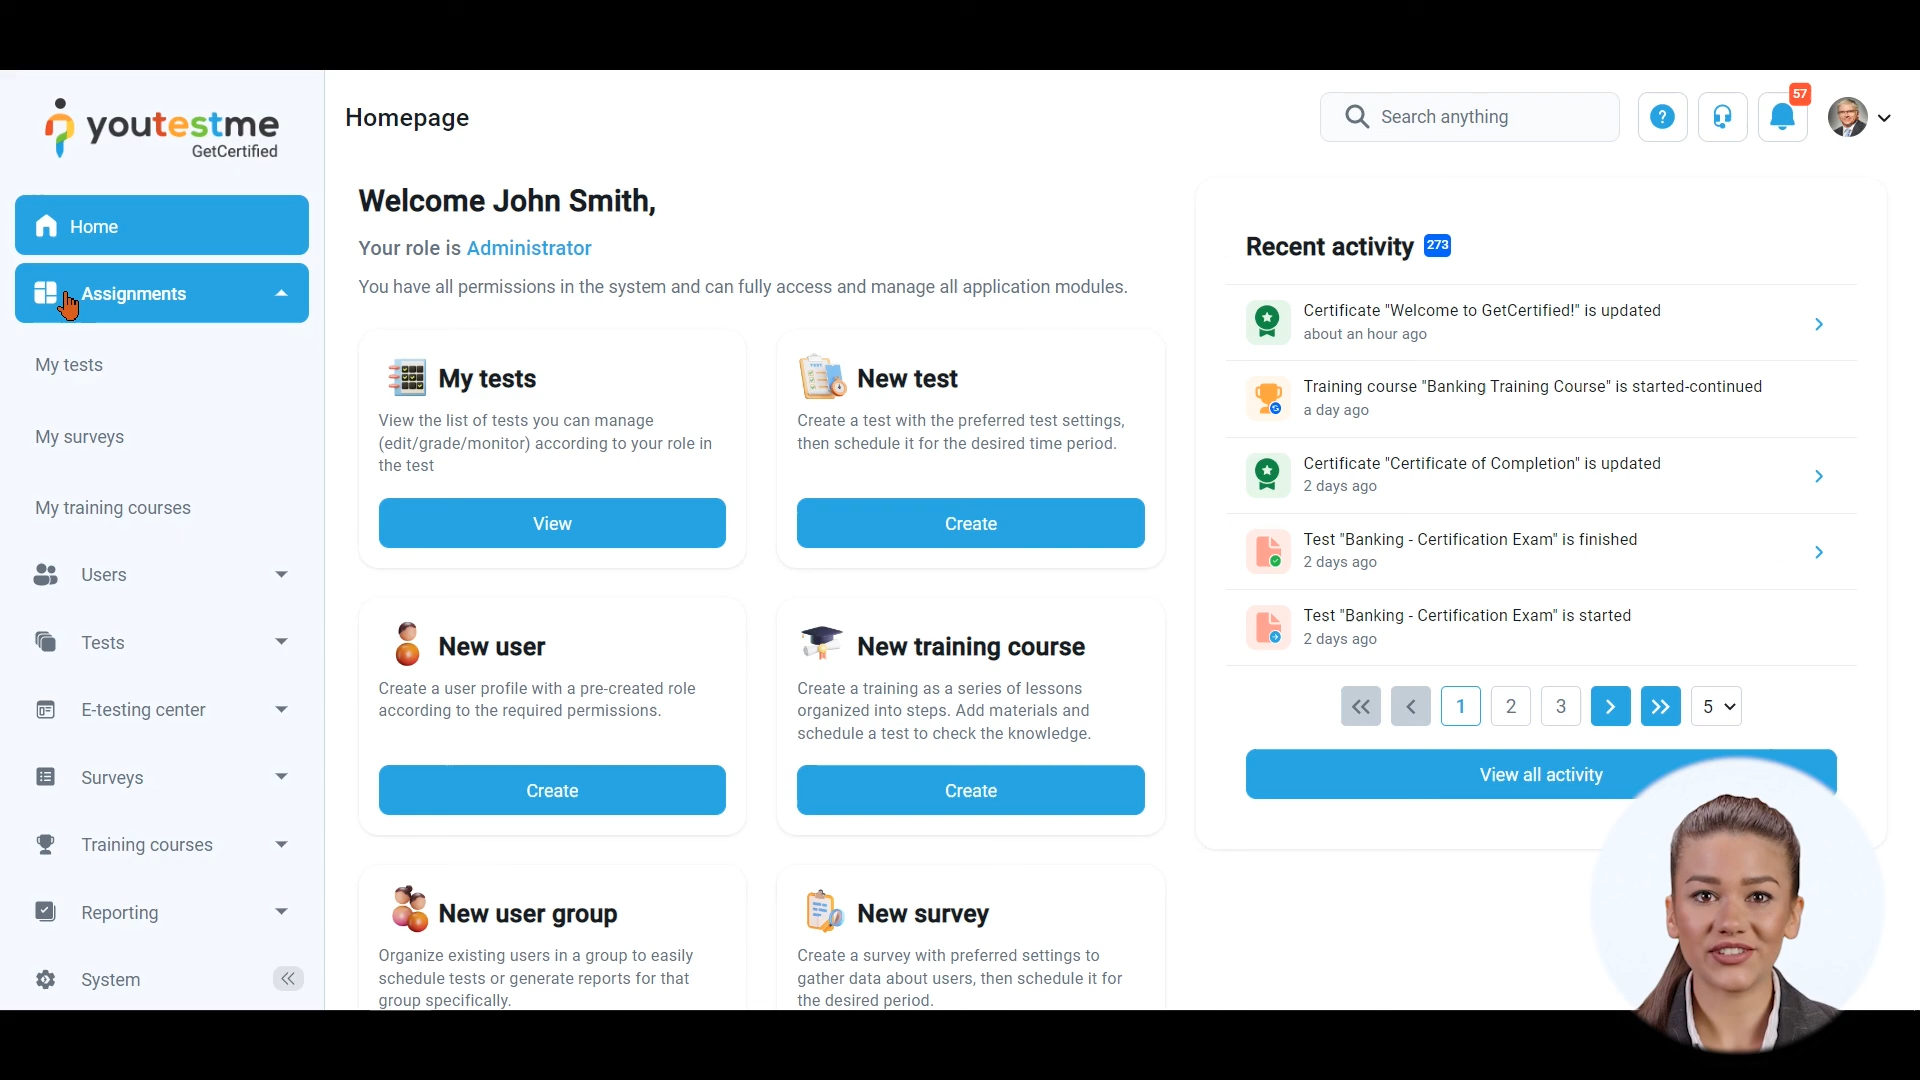 youtestme
GetCertified
Home
Assignments
My tests
My surveys
My training courses
Users
Tests
E-testing center
Surveys
Training courses
Reporting
System
Homepage
Search anything
?
57
Welcome John Smith,
Your role is Administrator
You have all permissions in the system and can fully access and manage all application modules.
My tests
View the list of tests you can manage
(edit/grade/monitor) according to your role in
the test
View
New test
Create a test with the preferred test settings,
then schedule it for the desired time period.
Create
New user
Create a user profile with a pre-created role
according to the required permissions.
Create
New training course
Create a training as a series of lessons
organized into steps. Add materials and
schedule a test to check the knowledge.
Create
New user group
Organize existing users in a group to easily
schedule tests or generate reports for that
group specifically.
New survey
Create a survey with preferred settings to
gather data about users, then schedule it for
the desired period.
Recent activity 273
Certificate "Welcome to GetCertified!" is updated
about an hour ago
Training course "Banking Training Course" is started-continued
a day ago
Certificate "Certificate of Completion" is updated
2 days ago
Test "Banking - Certification Exam" is finished
2 days ago
Test "Banking - Certification Exam" is started
2 days ago
1 2 3 5
View all activity